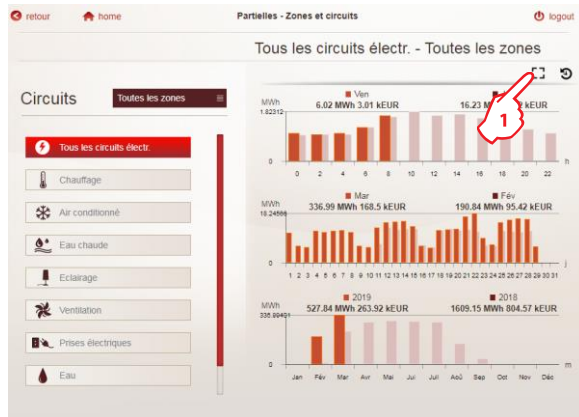 retour
home
Partielles - Zones et circuits
logout
Tous les circuits électr. - Toutes les zones
Circuits
Toutes les zones
Tous les circuits électr.
Chauffage
Air conditionné
Eau chaude
Eclairage
Ventilation
Prises électriques
Eau
MWh
Ven
6.02 MWh 3.01 kEUR
16.23
kEUR
1
1.82312
0
0 2 4 6 8 10 12 14 16 18 20 22 h
MWh
Mar
336.99 MWh 168.5 kEUR
Fév
190.84 MWh 95.42 kEUR
18.24566
0
1 2 3 4 5 6 7 8 9 10 11 12 13 14 15 16 17 18 19 20 21 22 23 24 25 26 27 28 29 30 31 j
MWh
2019
527.84 MWh 263.92 kEUR
2018
1609.15 MWh 804.57 kEUR
0
Jan Fév Mar Avr Mai Jui Juil Aoû Sep Oct Nov Déc m